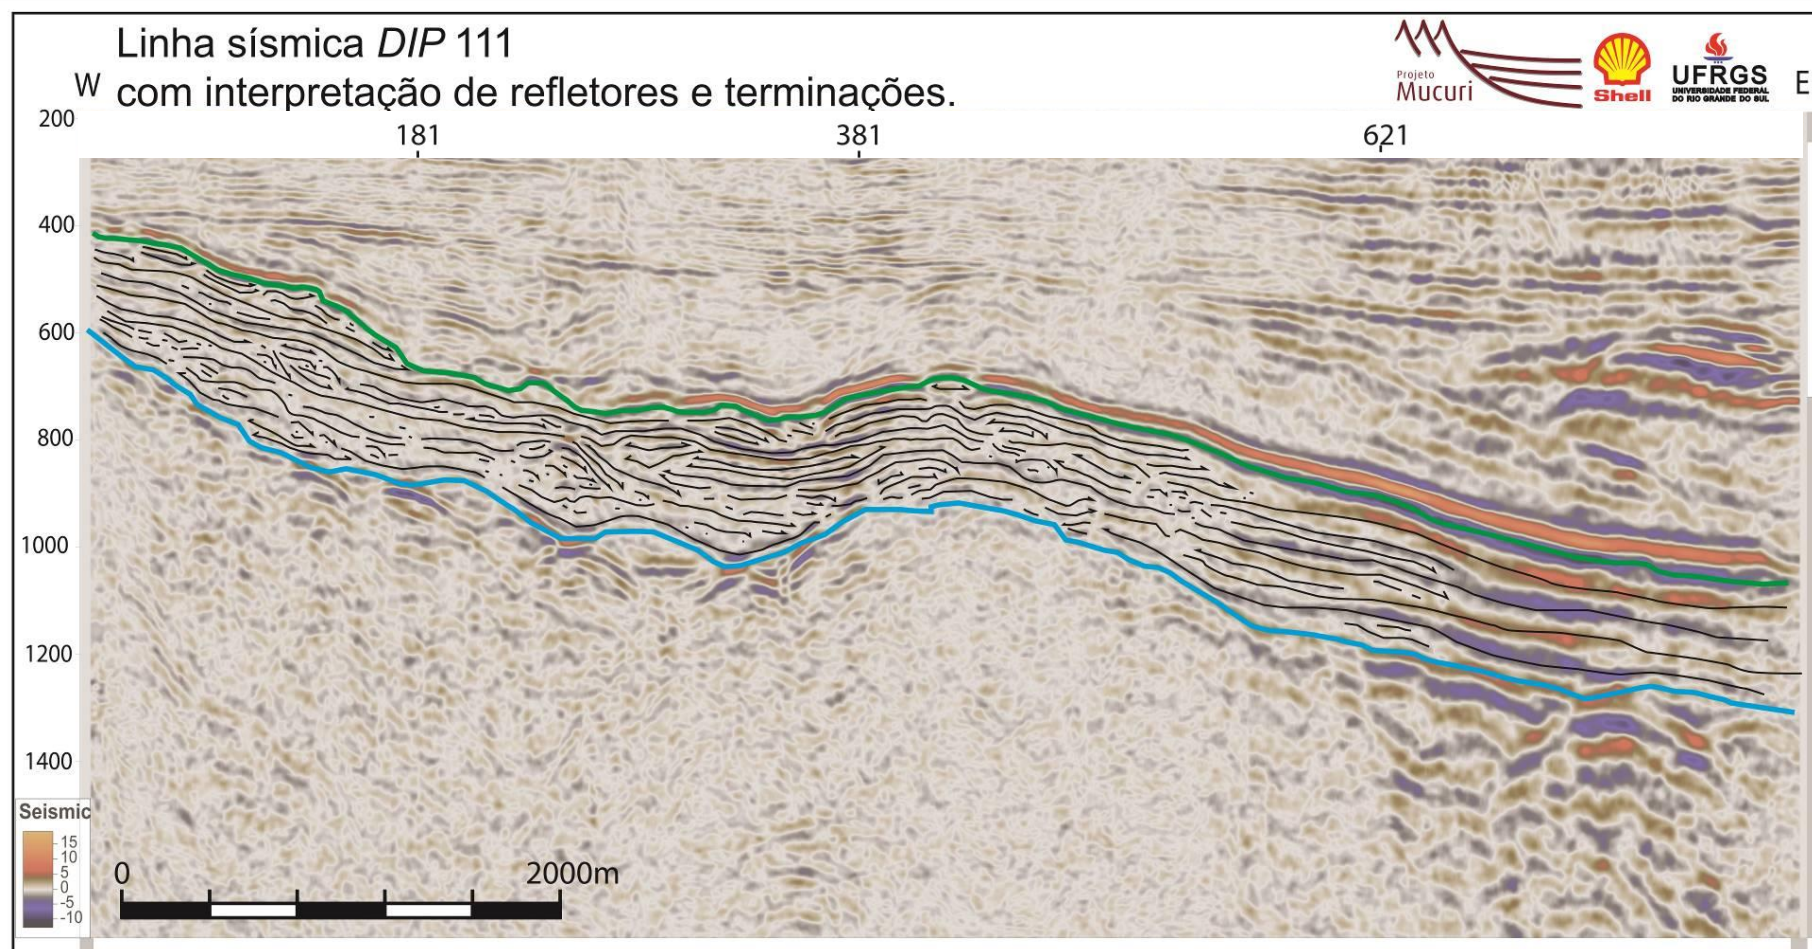 Linha sísmica DIP 111
W com interpretação de refletores e terminações.
Projeto
Mucuri
Shell
UFRGS
UNIVERSIDADE FEDERAL
DO RIO GRANDE DO SUL
E
181 381 621
200
400
600
800
1000
1200
1400
Seismic
15
10
5
0
-5
-10
0 2000m